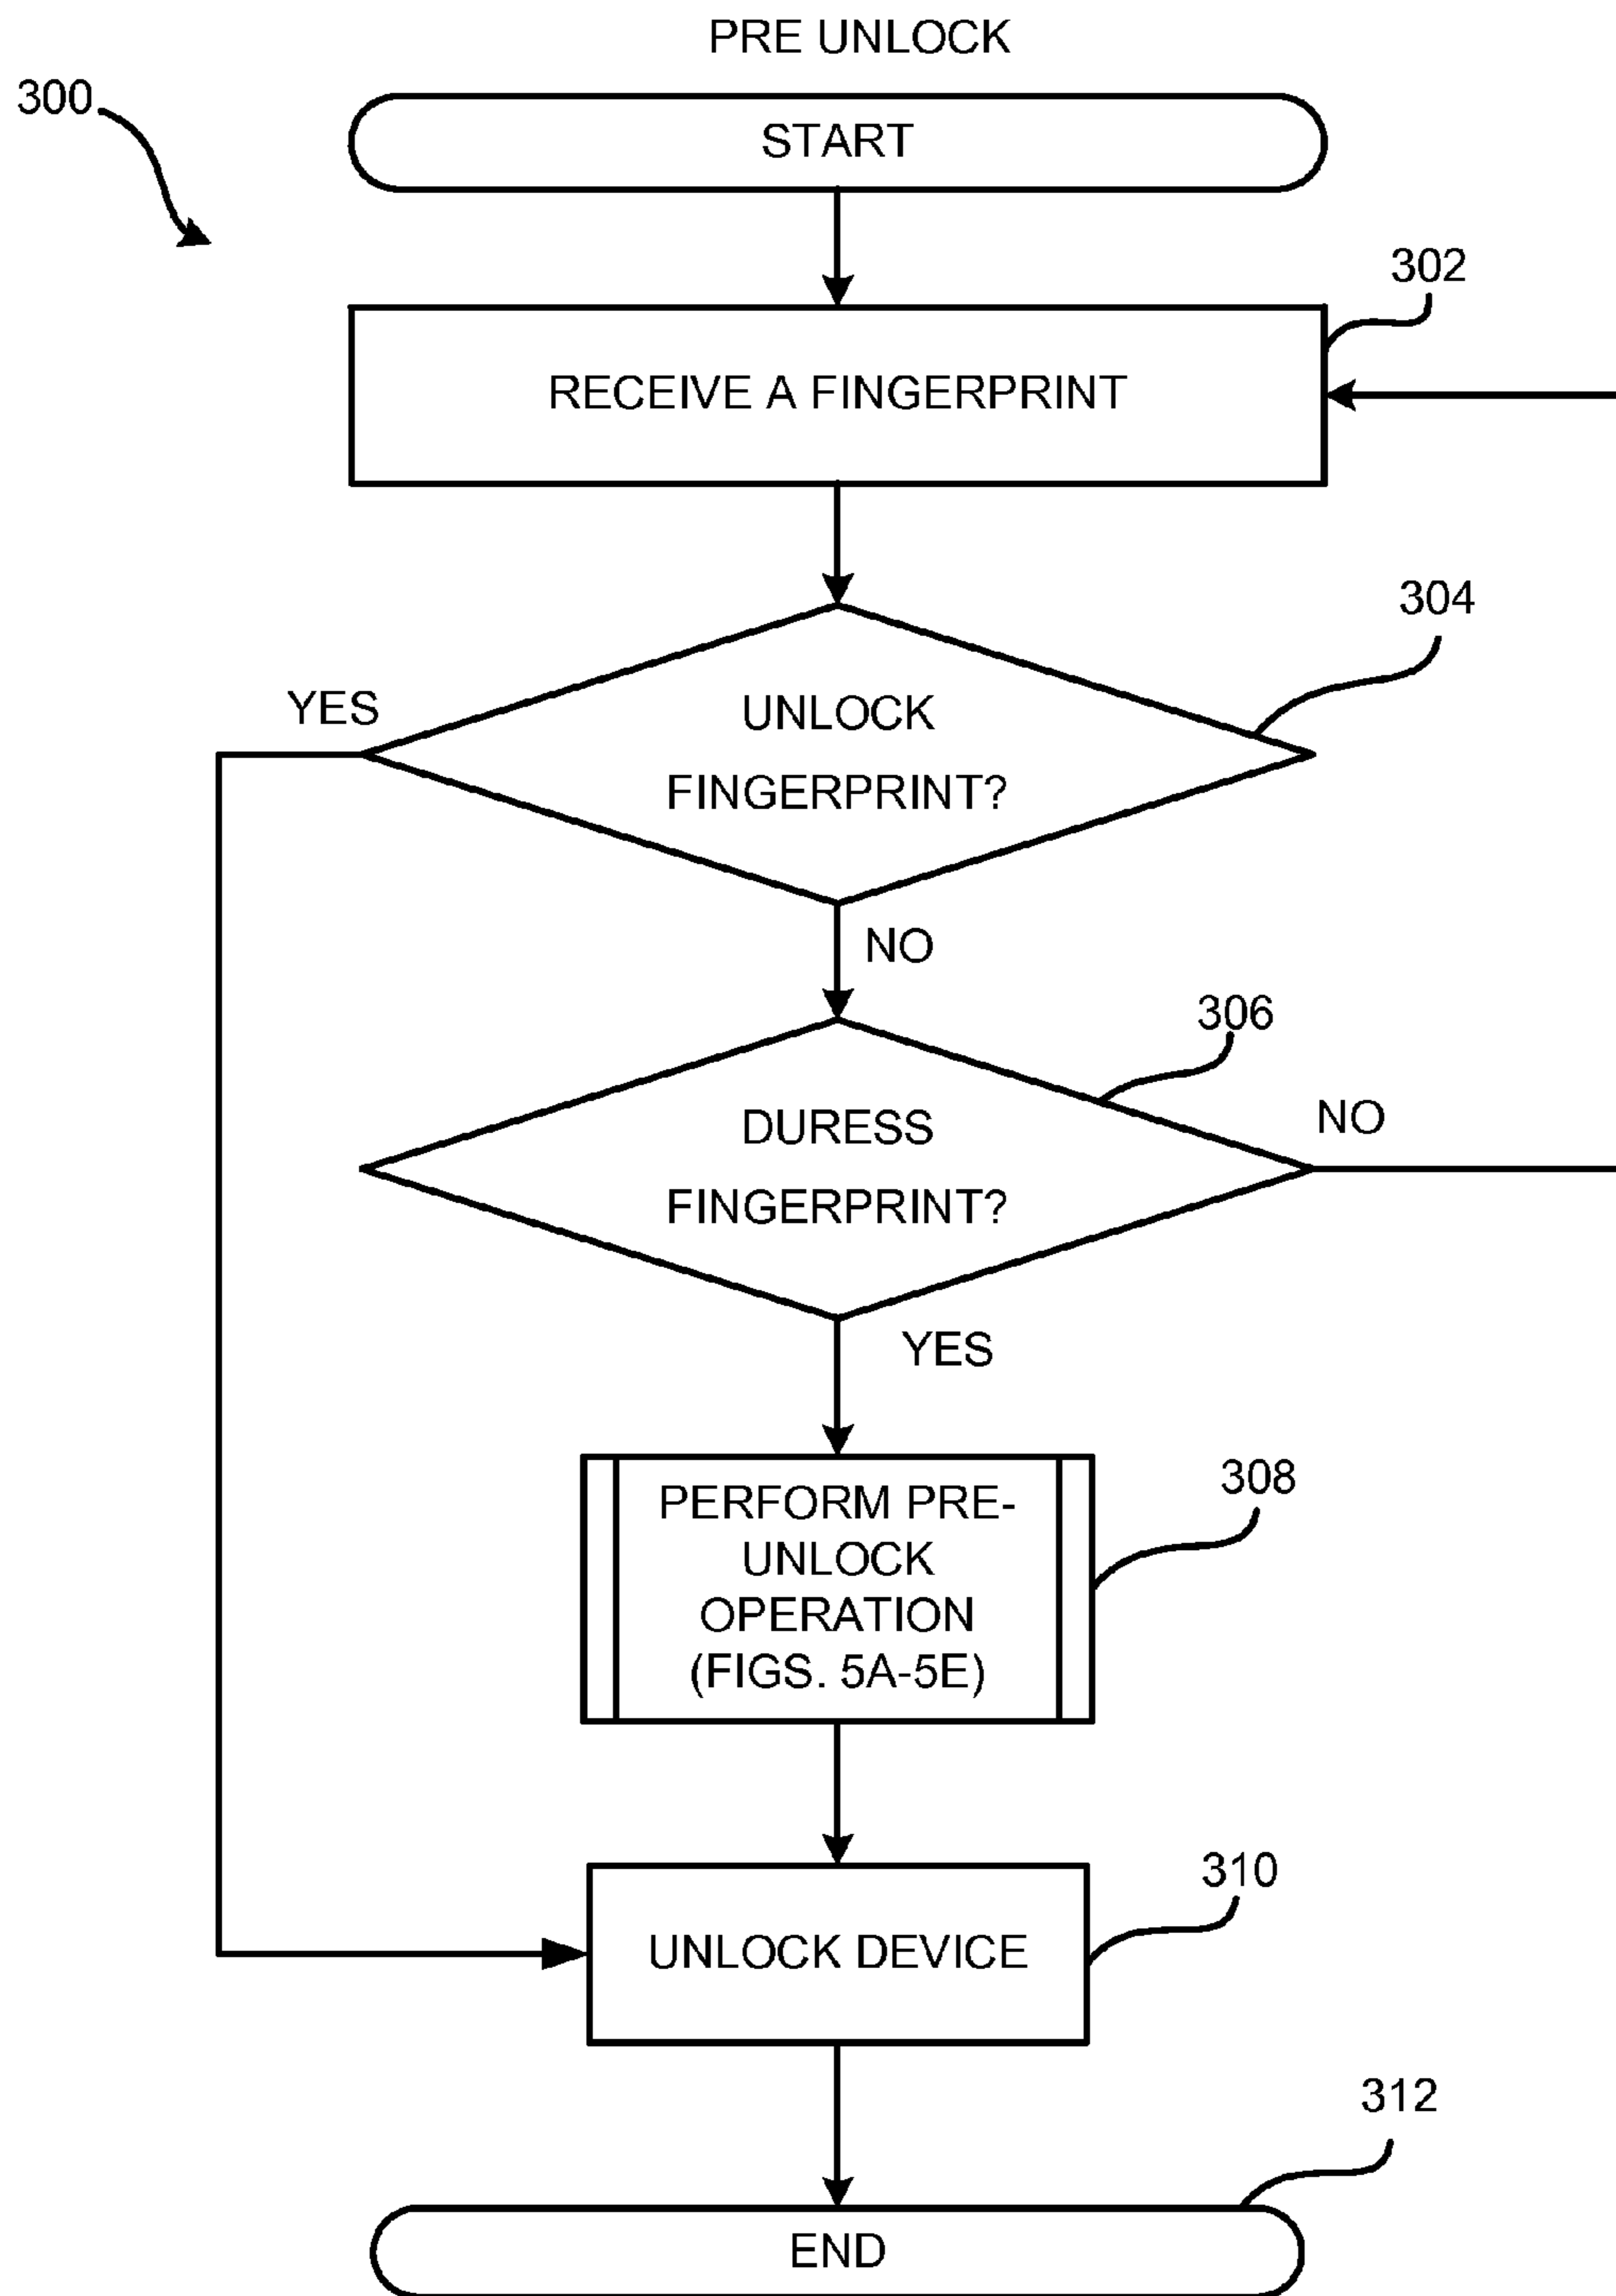 PRE UNLOCK
300
START
302
RECEIVE A FINGERPRINT
304
YES
UNLOCK
FINGERPRINT?
NO
306
DURESS
FINGERPRINT?
NO
YES
308
PERFORM PRE-
UNLOCK
OPERATION
(FIGS. 5A-5E)
310
UNLOCK DEVICE
312
END